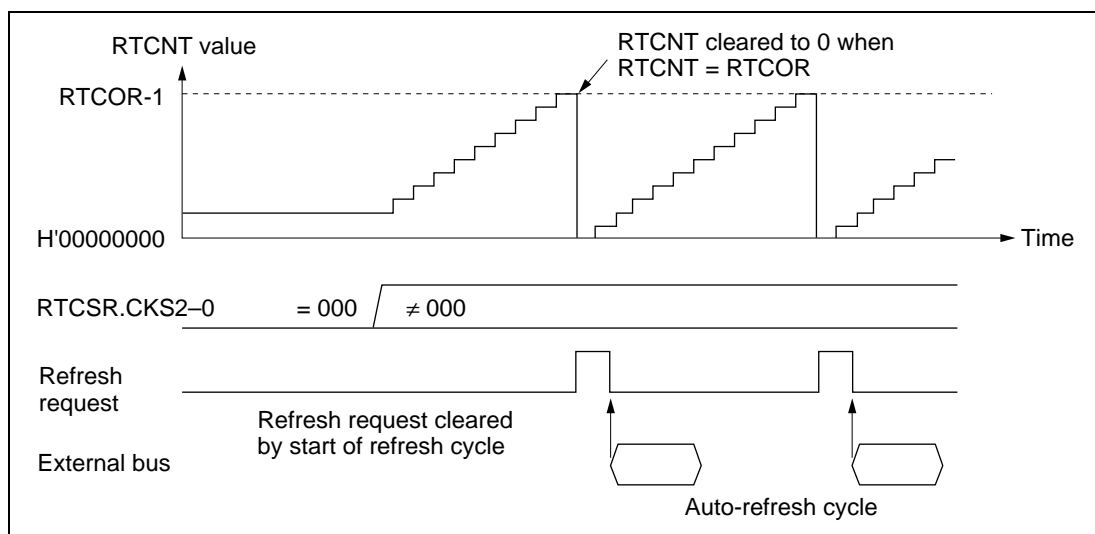 RTCNT value
RTCNT cleared to 0 when
RTCNT = RTCOR
RTCOR-1
H'00000000
Time
RTCSR.CKS2–0 = 000 ≠ 000
Refresh
request
Refresh request cleared
by start of refresh cycle
External bus
Auto-refresh cycle